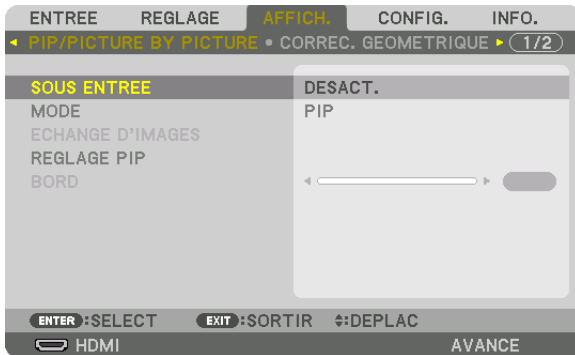 ENTREE REGLAGE AFFICH. CONFIG. INFO.
PIP/PICTURE BY PICTURE • CORREC. GEOMETRIQUE 1/2
SOUS ENTREE DESACT.
MODE PIP
ECHANGE D'IMAGES
REGLAGE PIP
BORD
ENTER :SELECT EXIT :SORTIR :DEPLAC
HDMI AVANCE